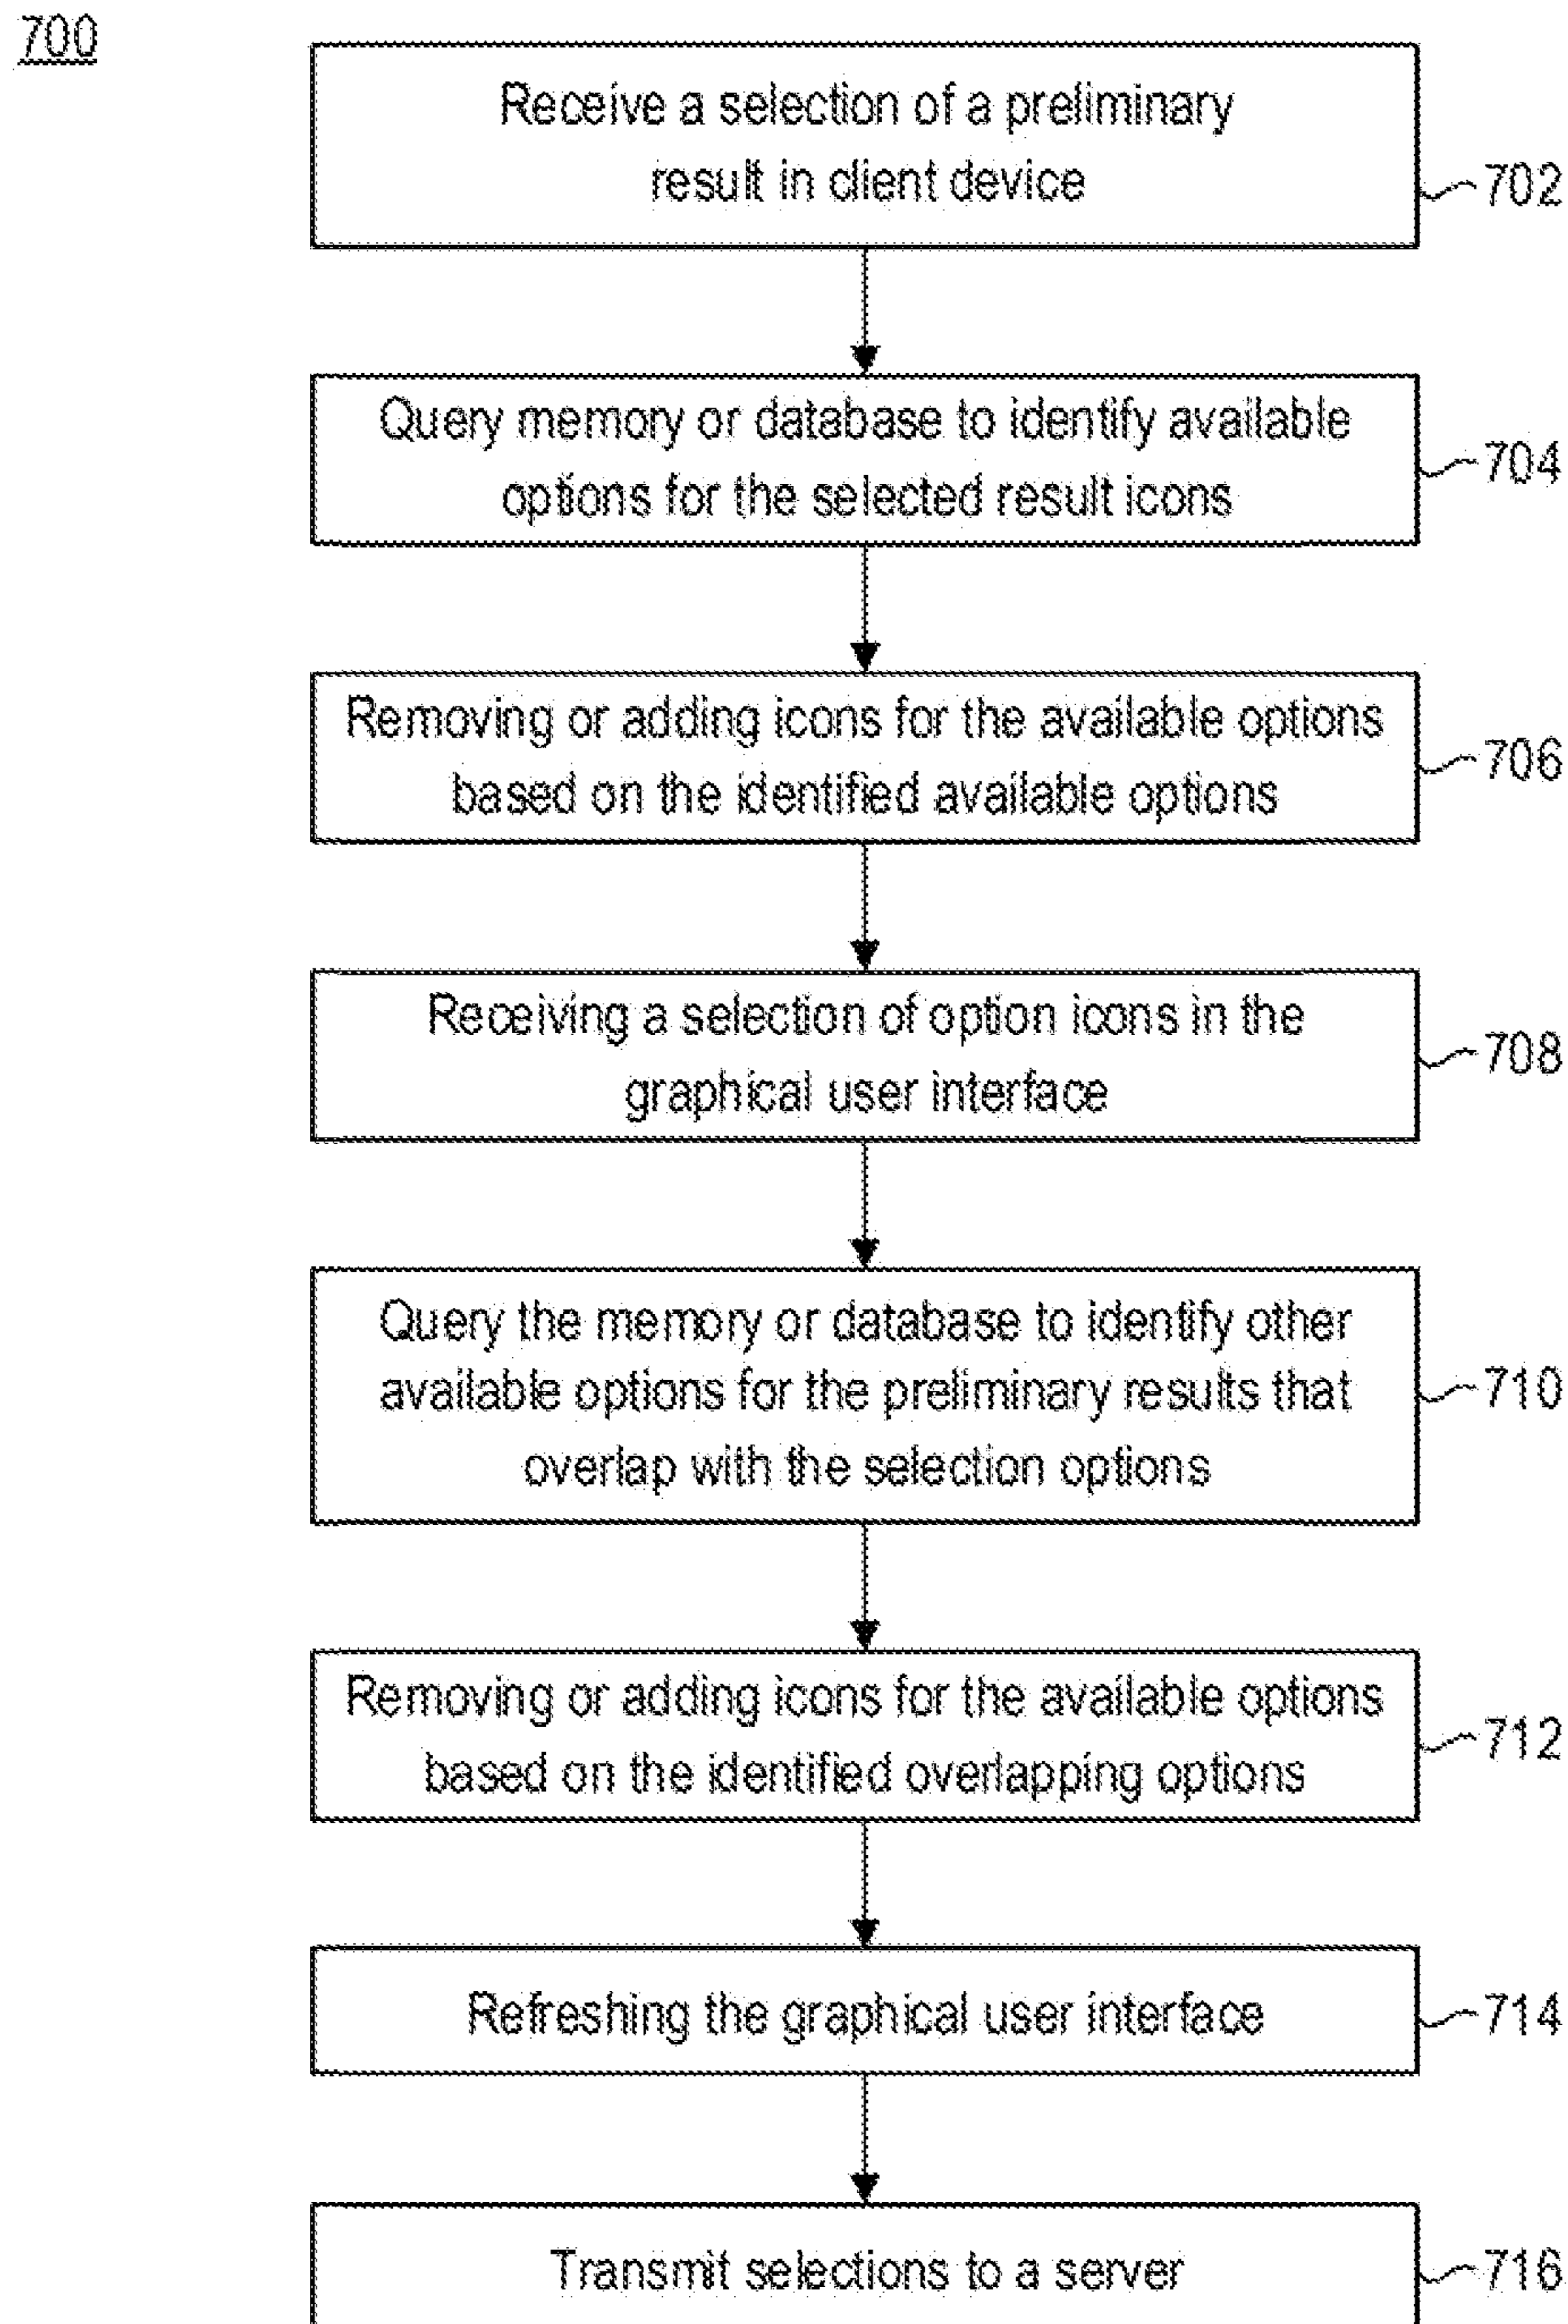 700
Receive a selection of a preliminary
result in client device
702
Query memory or database to identify available
options for the selected result icons
704
Removing or adding icons for the available options
based on the identified available options
706
Receiving a selection of option icons in the
graphical user interface
708
Query the memory or database to identify other
available options for the preliminary results that
overlap with the selection options
710
Removing or adding icons for the available options
based on the identified overlapping options
712
Refreshing the graphical user interface
714
Transmit selections to a server
716